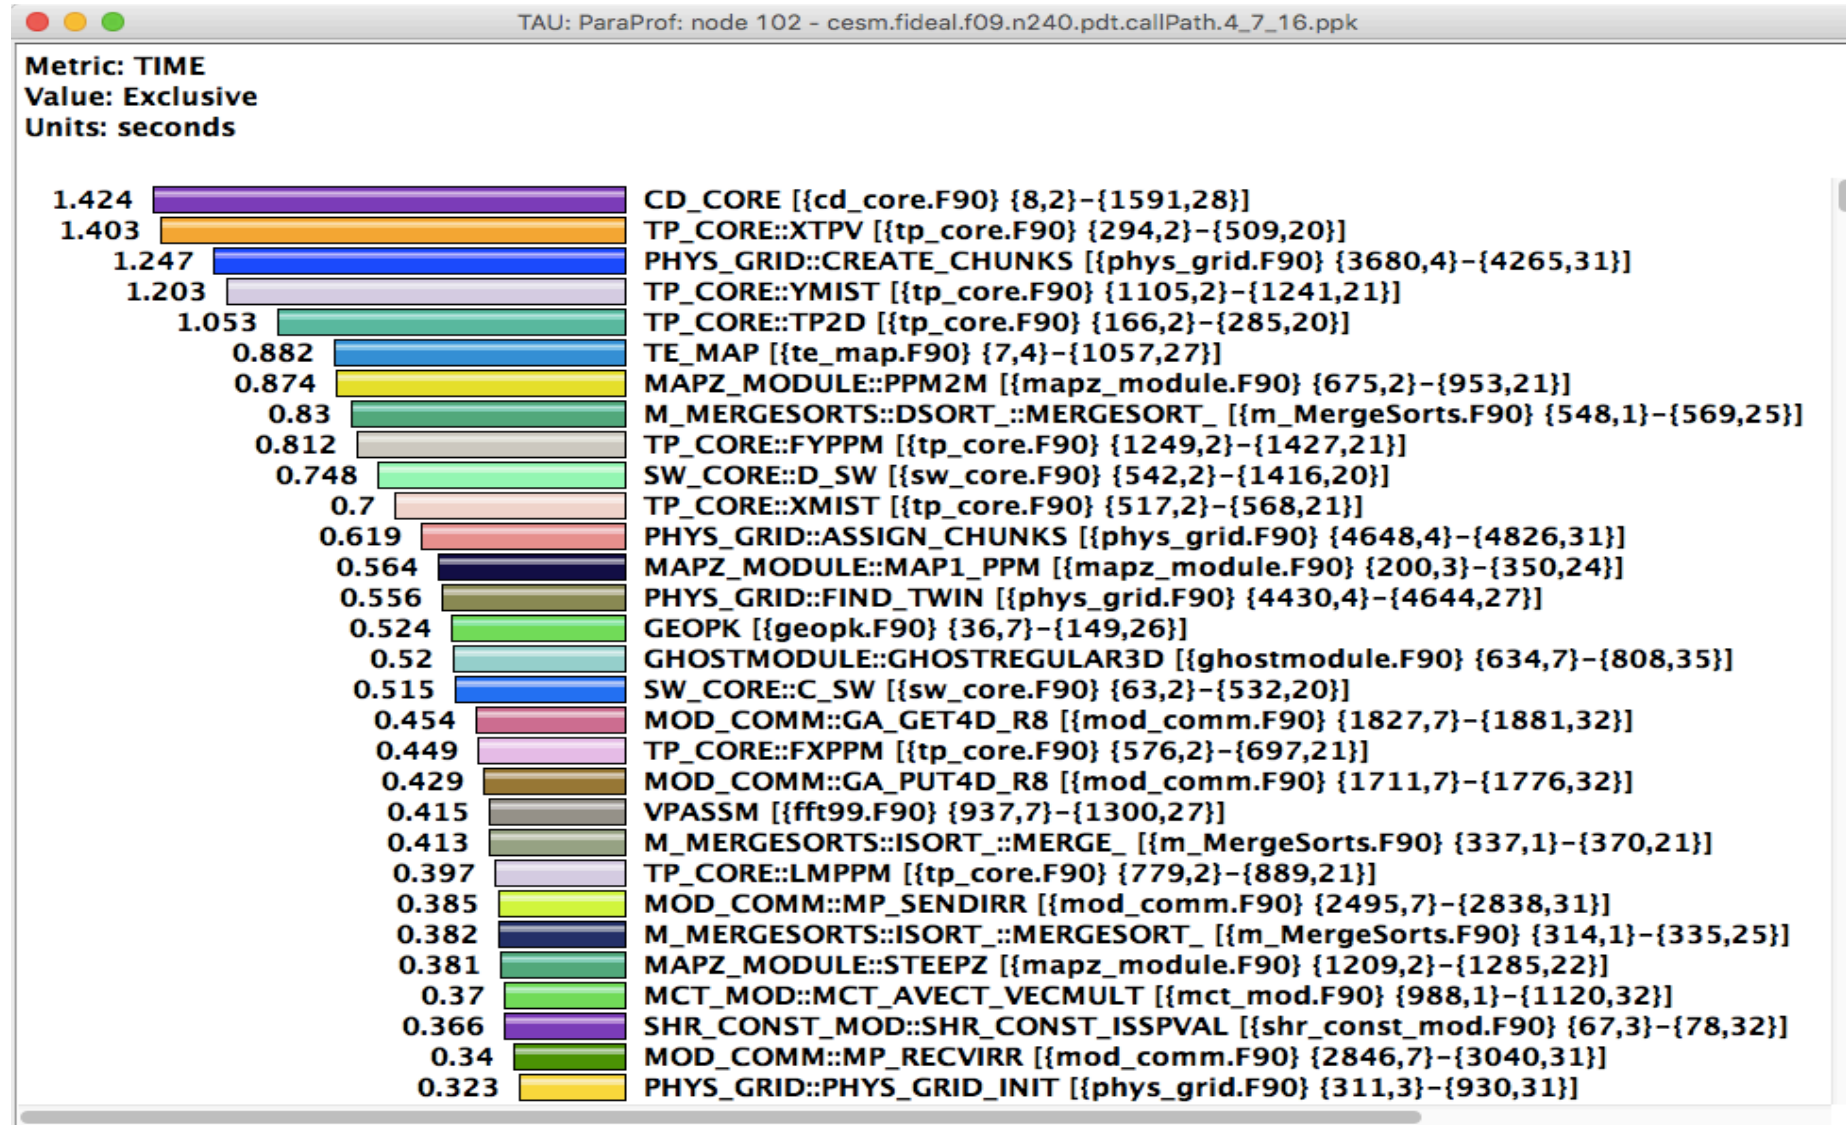 TAU: ParaProf: node 102 - cesm.fideal.f09.n240.pdt.callPath.4_7_16.ppk
Metric: TIME
Value: Exclusive
Units: seconds
1.424 CD_CORE [{cd_core.F90} {8,2}-{1591,28}]
1.403 TP_CORE::XTPV [{tp_core.F90} {294,2}-{509,20}]
1.247 PHYS_GRID::CREATE_CHUNKS [{phys_grid.F90} {3680,4}-{4265,31}]
1.203 TP_CORE::YMIST [{tp_core.F90} {1105,2}-{1241,21}]
1.053 TP_CORE::TP2D [{tp_core.F90} {166,2}-{285,20}]
0.882 TE_MAP [{te_map.F90} {7,4}-{1057,27}]
0.874 MAPZ_MODULE::PPM2M [{mapz_module.F90} {675,2}-{953,21}]
0.83 M_MERGESORTS::DSORT_::MERGESORT_ [{m_MergeSorts.F90} {548,1}-{569,25}]
0.812 TP_CORE::FYPPM [{tp_core.F90} {1249,2}-{1427,21}]
0.748 SW_CORE::D_SW [{sw_core.F90} {542,2}-{1416,20}]
0.7 TP_CORE::XMIST [{tp_core.F90} {517,2}-{568,21}]
0.619 PHYS_GRID::ASSIGN_CHUNKS [{phys_grid.F90} {4648,4}-{4826,31}]
0.564 MAPZ_MODULE::MAP1_PPM [{mapz_module.F90} {200,3}-{350,24}]
0.556 PHYS_GRID::FIND_TWIN [{phys_grid.F90} {4430,4}-{4644,27}]
0.524 GEOPK [{geopk.F90} {36,7}-{149,26}]
0.52 GHOSTMODULE::GHOSTREGULAR3D [{ghostmodule.F90} {634,7}-{808,35}]
0.515 SW_CORE::C_SW [{sw_core.F90} {63,2}-{532,20}]
0.454 MOD_COMM::GA_GET4D_R8 [{mod_comm.F90} {1827,7}-{1881,32}]
0.449 TP_CORE::FXPPM [{tp_core.F90} {576,2}-{697,21}]
0.429 MOD_COMM::GA_PUT4D_R8 [{mod_comm.F90} {1711,7}-{1776,32}]
0.415 VPASSM [{fft99.F90} {937,7}-{1300,27}]
0.413 M_MERGESORTS::ISORT_::MERGE_ [{m_MergeSorts.F90} {337,1}-{370,21}]
0.397 TP_CORE::LMPPM [{tp_core.F90} {779,2}-{889,21}]
0.385 MOD_COMM::MP_SENDIRR [{mod_comm.F90} {2495,7}-{2838,31}]
0.382 M_MERGESORTS::ISORT_::MERGESORT_ [{m_MergeSorts.F90} {314,1}-{335,25}]
0.381 MAPZ_MODULE::STEEPZ [{mapz_module.F90} {1209,2}-{1285,22}]
0.37 MCT_MOD::MCT_AVECT_VECMULT [{mct_mod.F90} {988,1}-{1120,32}]
0.366 SHR_CONST_MOD::SHR_CONST_ISSPVAL [{shr_const_mod.F90} {67,3}-{78,32}]
0.34 MOD_COMM::MP_RECVIRR [{mod_comm.F90} {2846,7}-{3040,31}]
0.323 PHYS_GRID::PHYS_GRID_INIT [{phys_grid.F90} {311,3}-{930,31}]